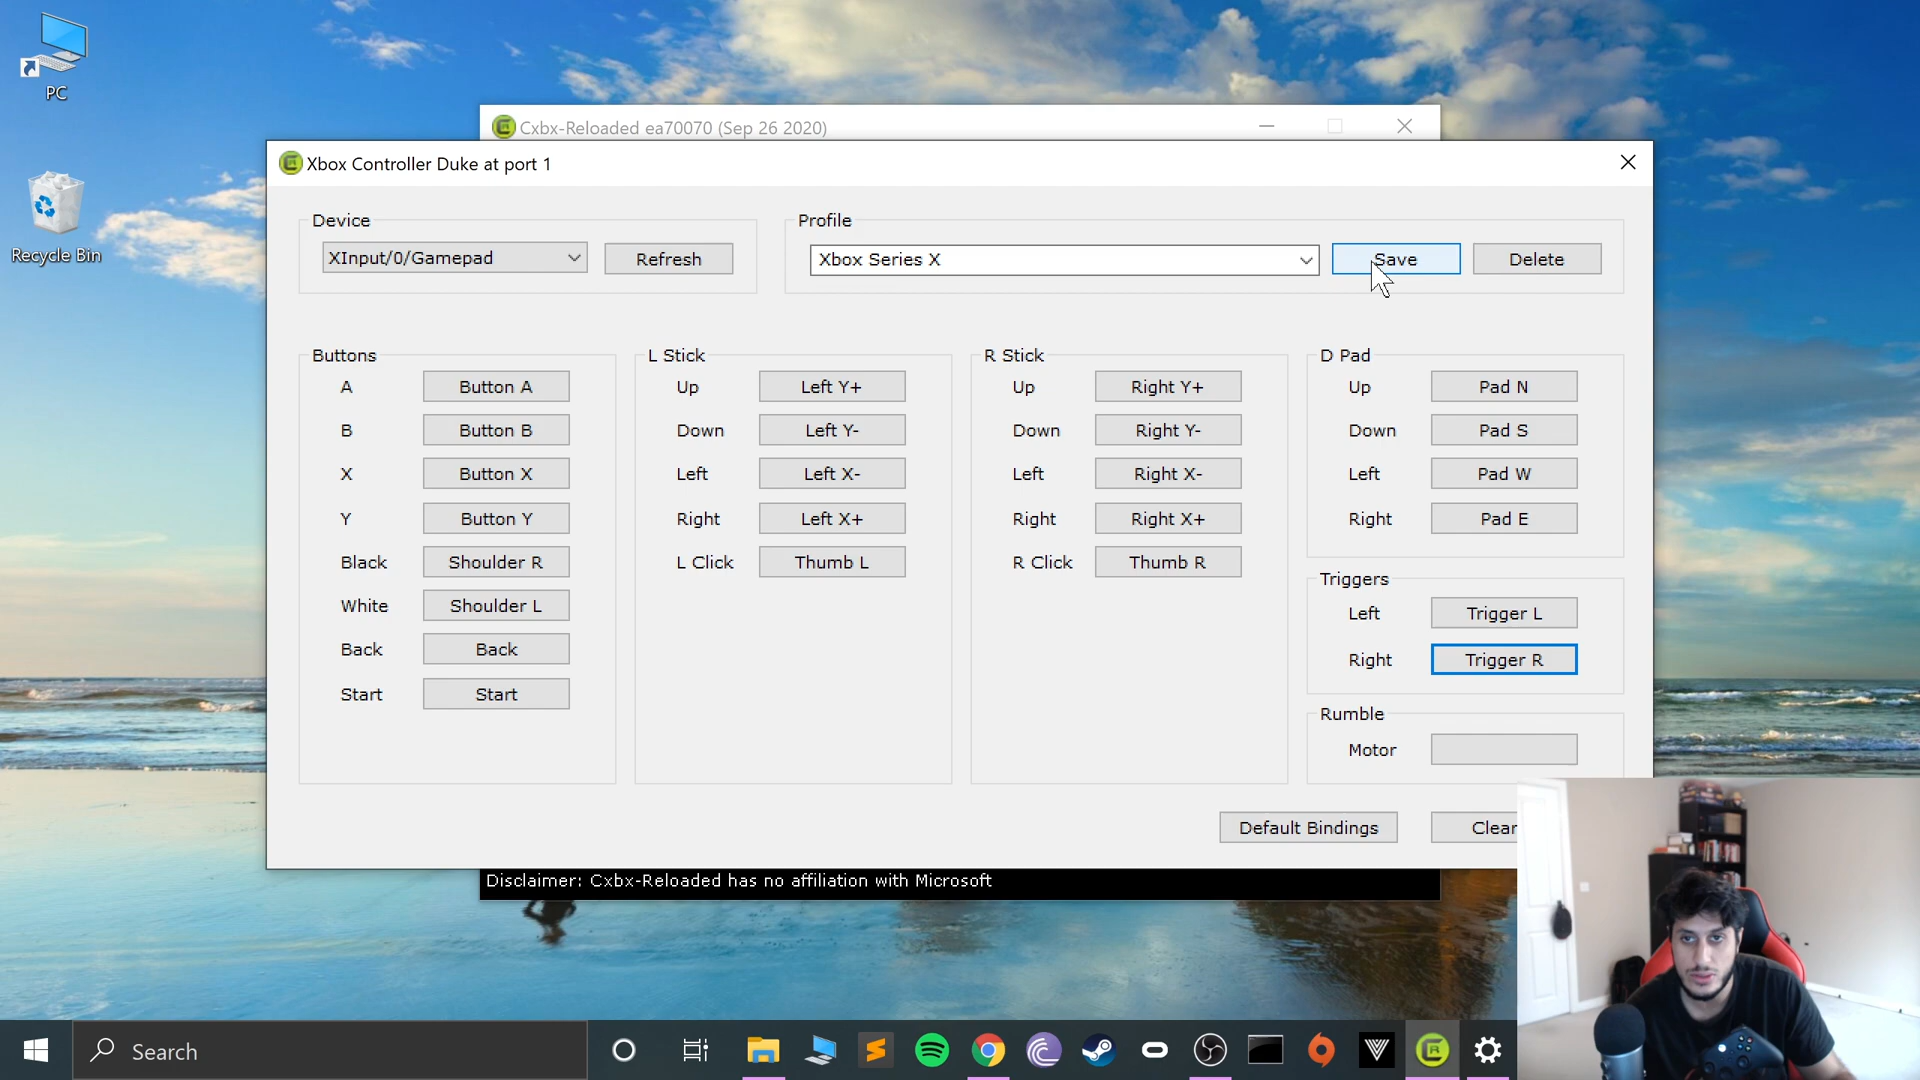 PC
Recycle Bin
Cxbx-Reloaded ea70070 (Sep 26 2020)
Xbox Controller Duke at port 1
Device
XInput/0/Gamepad
Refresh
Profile
Xbox Series X
Save
Delete
Buttons
A Button A
B Button B
X Button X
Y Button Y
Black Shoulder R
White Shoulder L
Back Back
Start Start
L Stick
Up Left Y+
Down Left Y-
Left Left X-
Right Left X+
L Click Thumb L
R Stick
Up Right Y+
Down Right Y-
Left Right X-
Right Right X+
R Click Thumb R
D Pad
Up Pad N
Down Pad S
Left Pad W
Right Pad E
Triggers
Left Trigger L
Right Trigger R
Rumble
Motor
Default Bindings
Clear
Disclaimer: Cxbx-Reloaded has no affiliation with Microsoft
Search